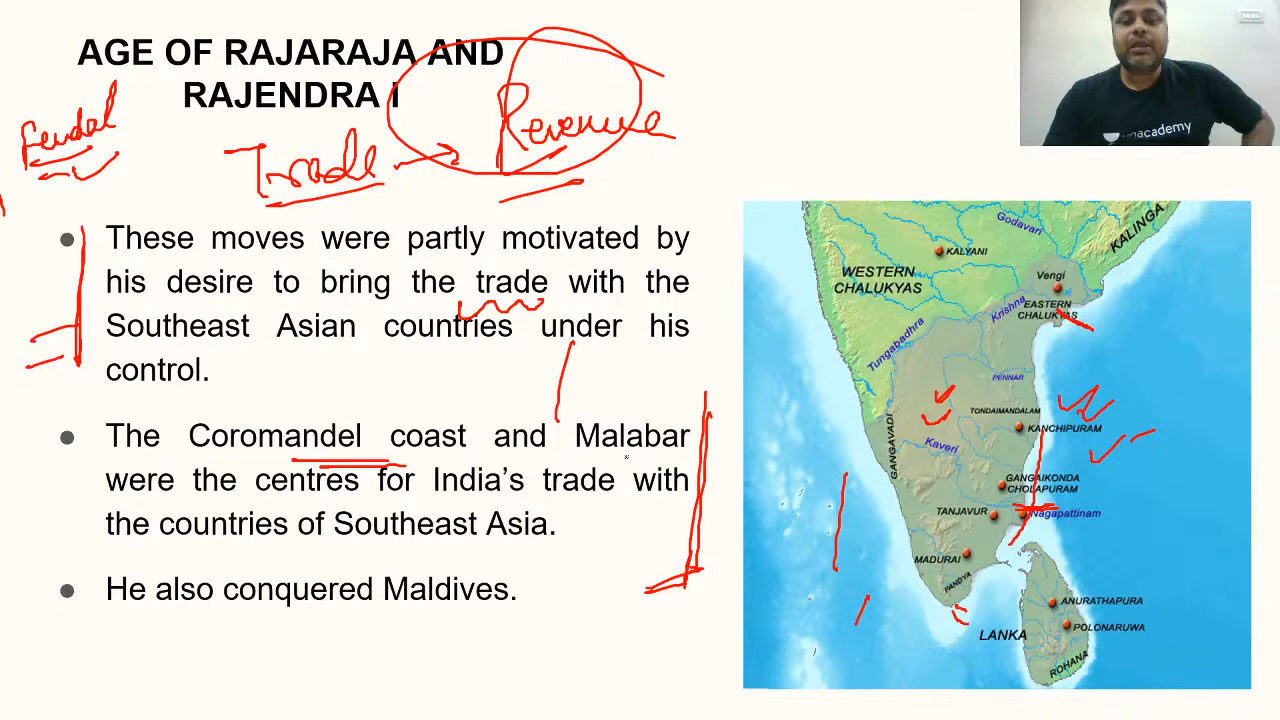 AGE OF RAJARAJA AND
RAJENDRA I
Feudal
Trade
Revenue
unacademy
● These moves were partly motivated by
his desire to bring the trade with the
Southeast Asian countries under his
control.
● The Coromandel coast and Malabar
were the centres for India’s trade with
the countries of Southeast Asia.
● He also conquered Maldives.
Godavari
KALINGA
KALYANI
WESTERN
CHALUKYAS
Vengi
EASTERN
CHALUKYAS
Krishna
Tungabadhra
PENNAR
TONDAIMANDALAM
KANCHIPURAM
GANGAVADI
Kaveri
GANGAIKONDA
CHOLAPURAM
TANJAVUR
Nagapattinam
MADURAI
PANDYA
ANURATHAPURA
POLONARUWA
LANKA
ROHANA